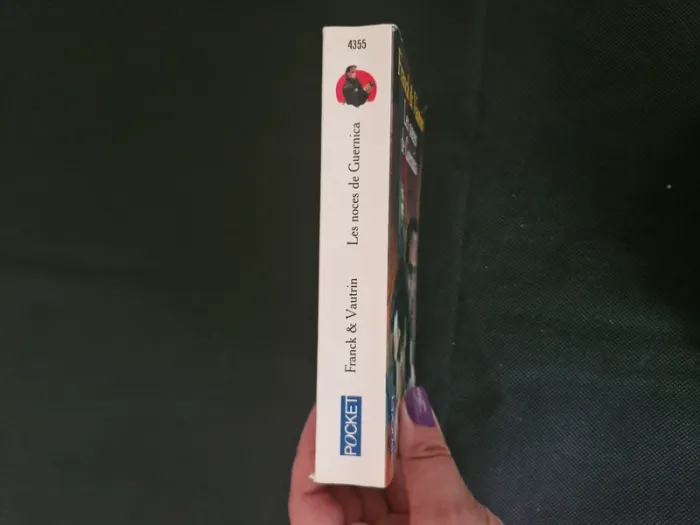 4355
Les noces de Guernica
Franck & Vautrin
POCKET